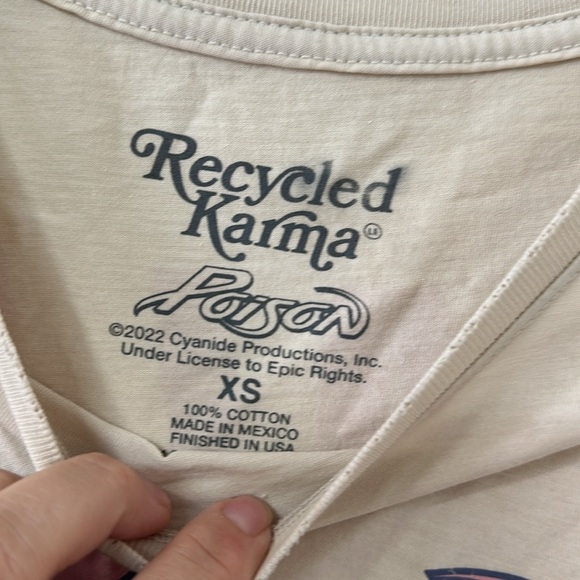 Recycled
Karma®
Poison
©2022 Cyanide Productions, Inc.
Under License to Epic Rights.
XS
100% COTTON
MADE IN MEXICO
FINISHED IN USA